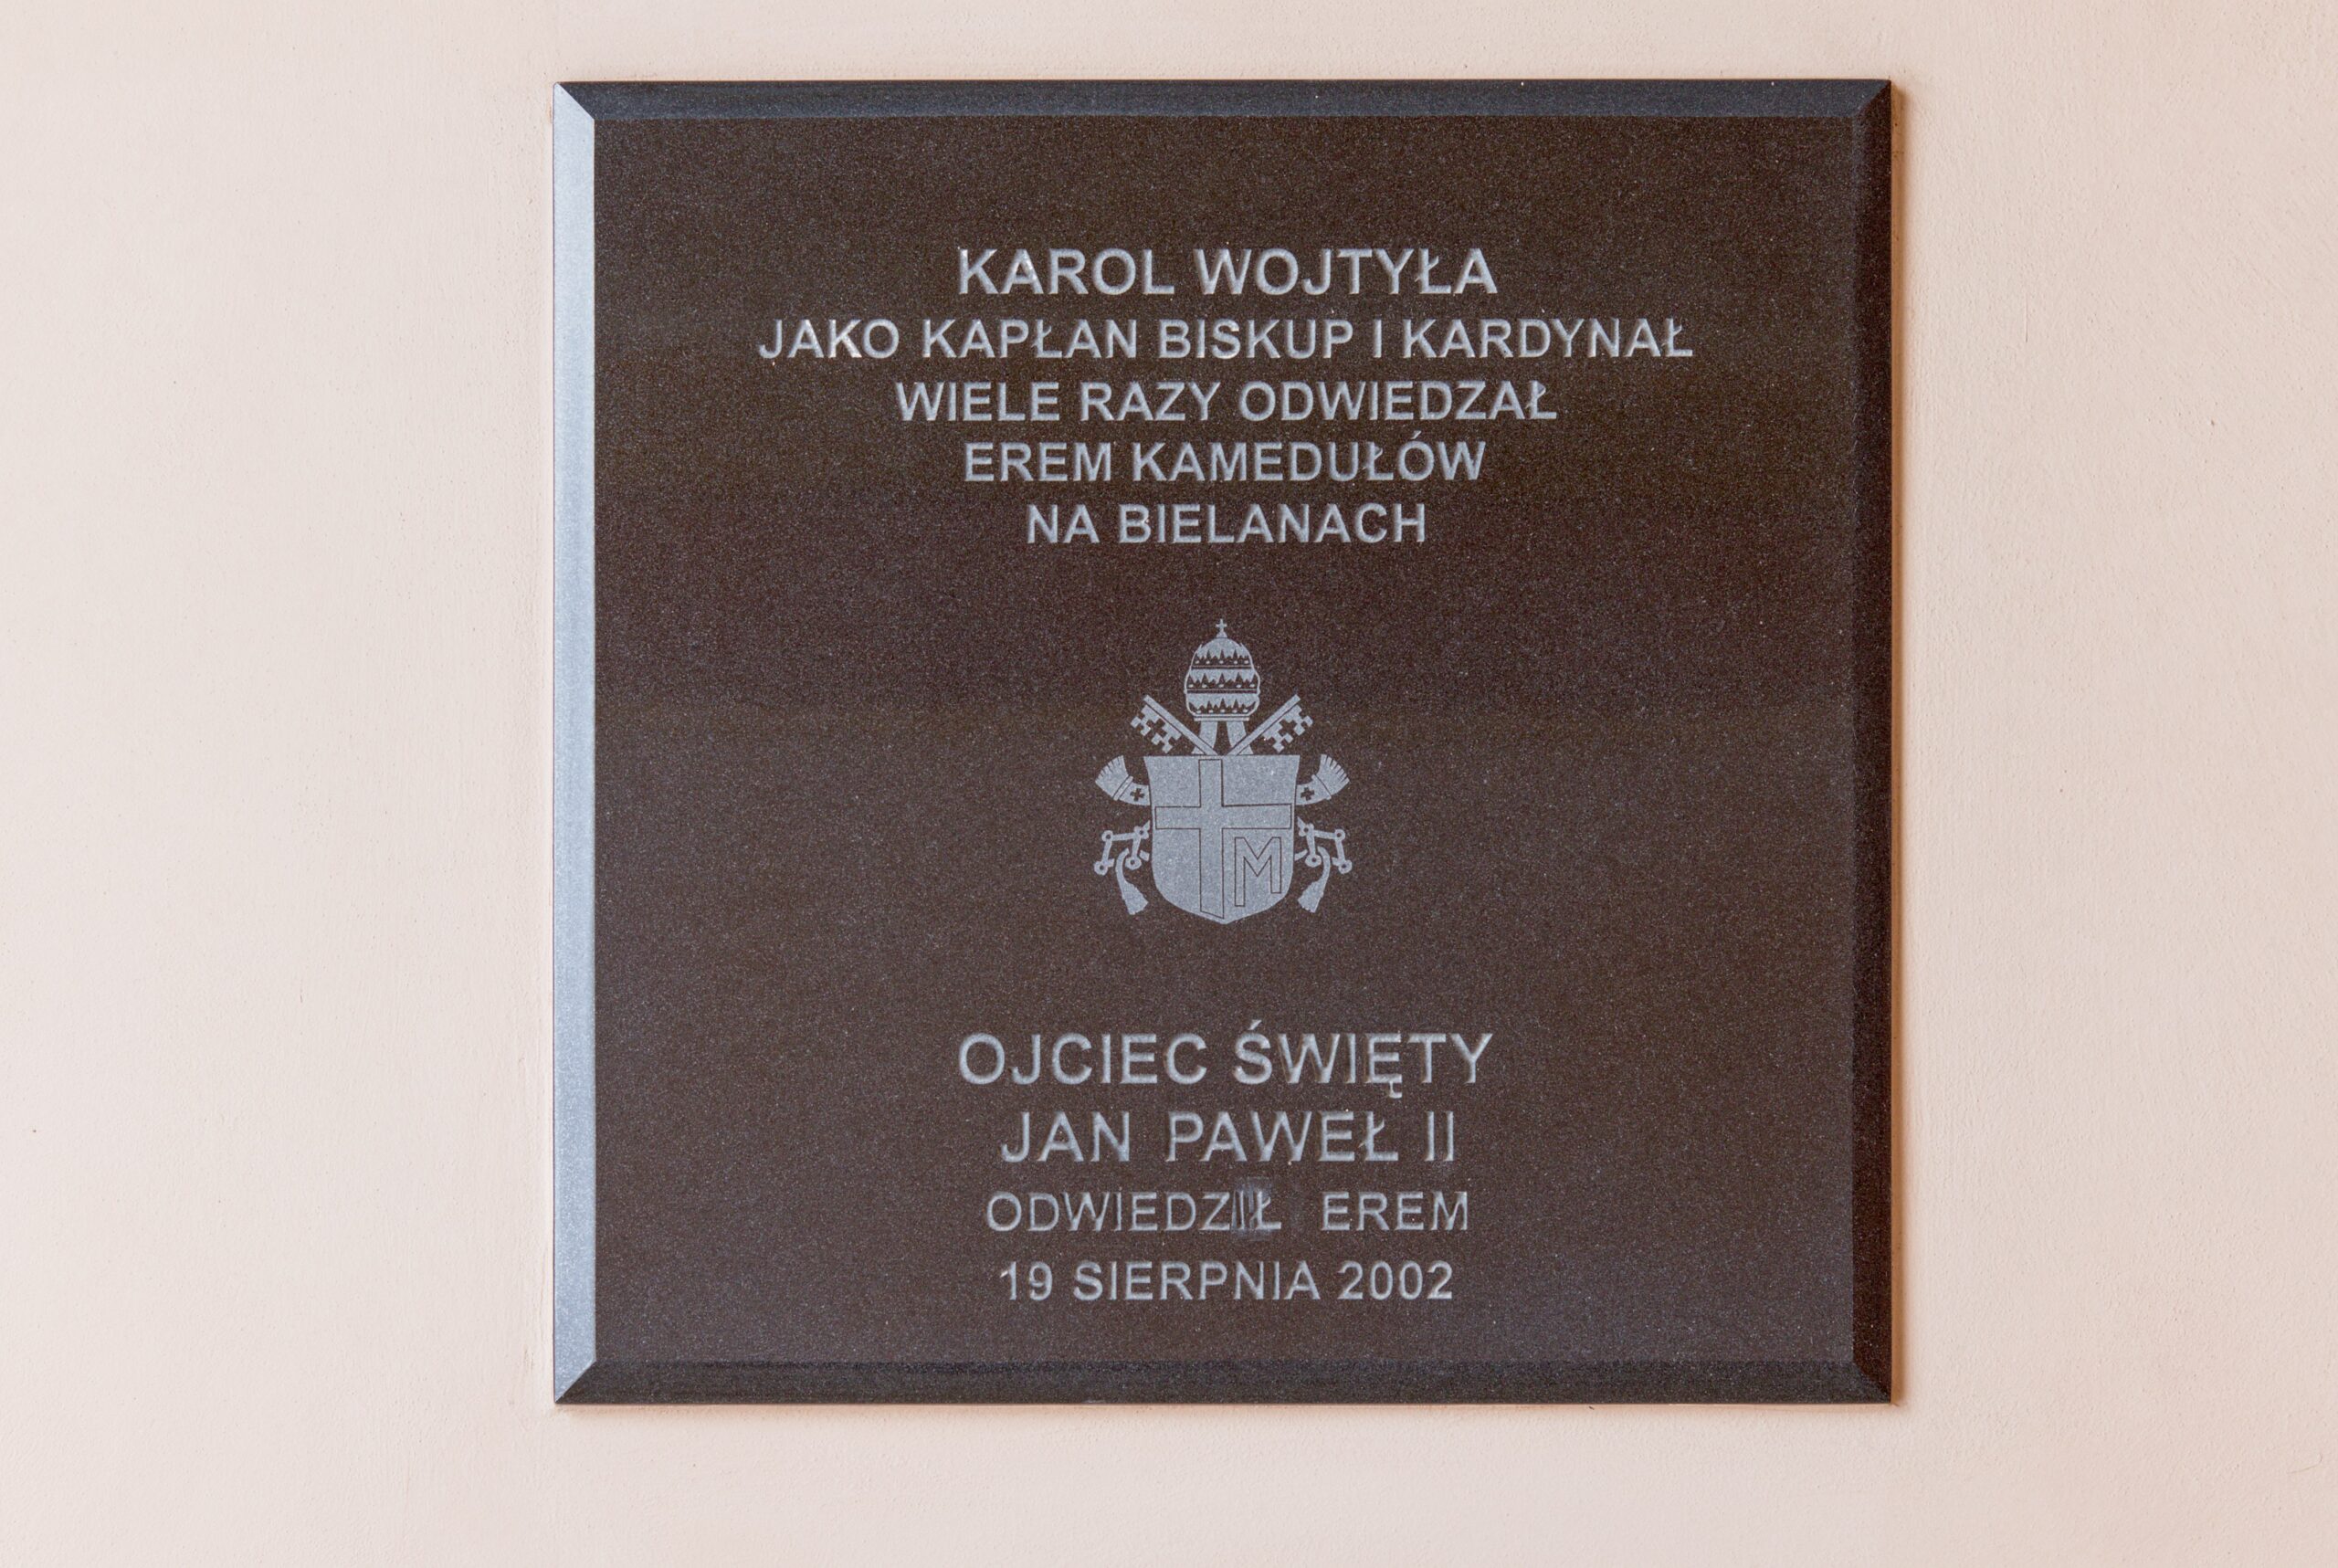 KAROL WOJTYŁA
JAKO KAPŁAN BISKUP I KARDYNAŁ
WIELE RAZY ODWIEDZAŁ
EREM KAMEDUŁÓW
NA BIELANACH
M
OJCIEC ŚWIĘTY
JAN PAWEŁ II
ODWIEDZIŁ EREM
19 SIERPNIA 2002